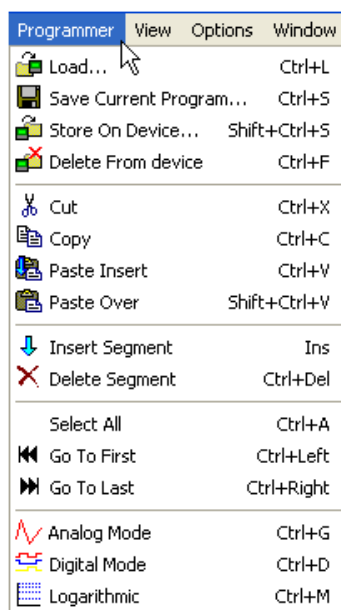 Programmer View Options Window
Load... Ctrl+L
Save Current Program... Ctrl+S
Store On Device... Shift+Ctrl+S
Delete From device Ctrl+F
Cut Ctrl+X
Copy Ctrl+C
Paste Insert Ctrl+V
Paste Over Shift+Ctrl+V
Insert Segment Ins
Delete Segment Ctrl+Del
Select All Ctrl+A
Go To First Ctrl+Left
Go To Last Ctrl+Right
Analog Mode Ctrl+G
Digital Mode Ctrl+D
Logarithmic Ctrl+M